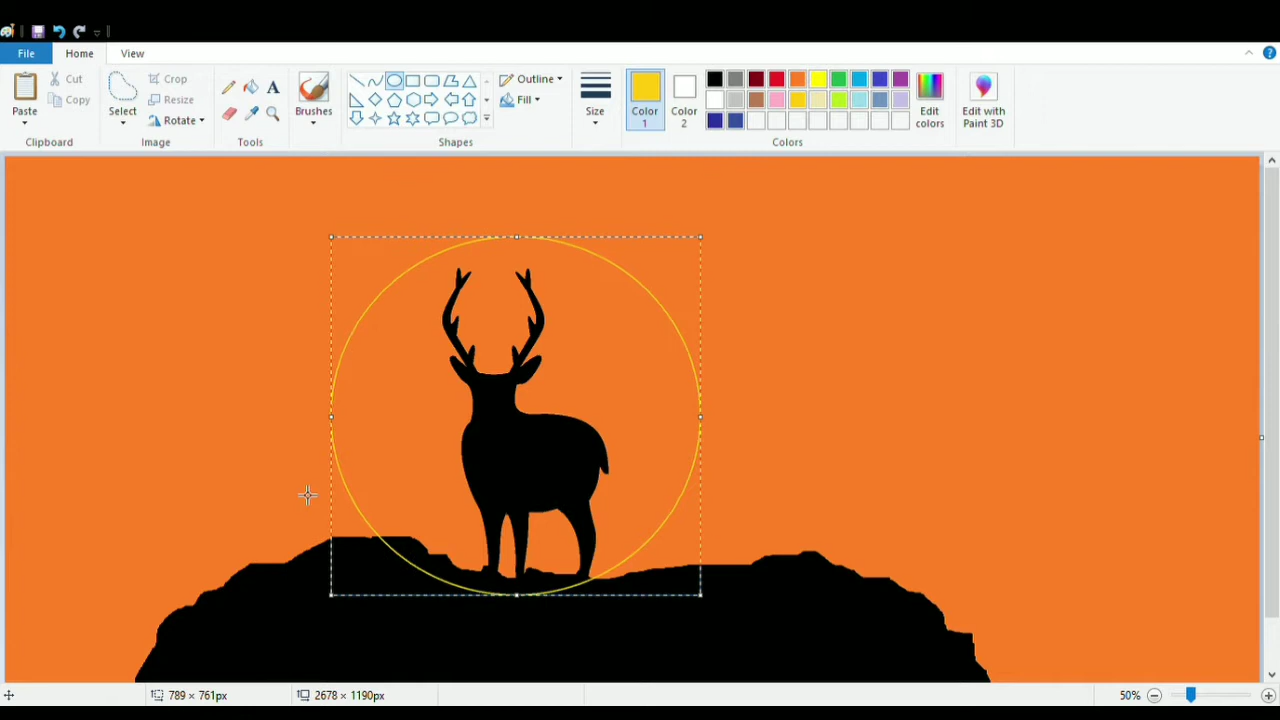 File Home View
Cut
Crop
Copy
Resize
Rotate
Paste
Select
Brushes
Outline
Fill
Size
Color 1
Color 2
Edit colors
Edit with Paint 3D
Clipboard
Image
Tools
Shapes
Colors
A
789 × 761px
2678 × 1190px
50%